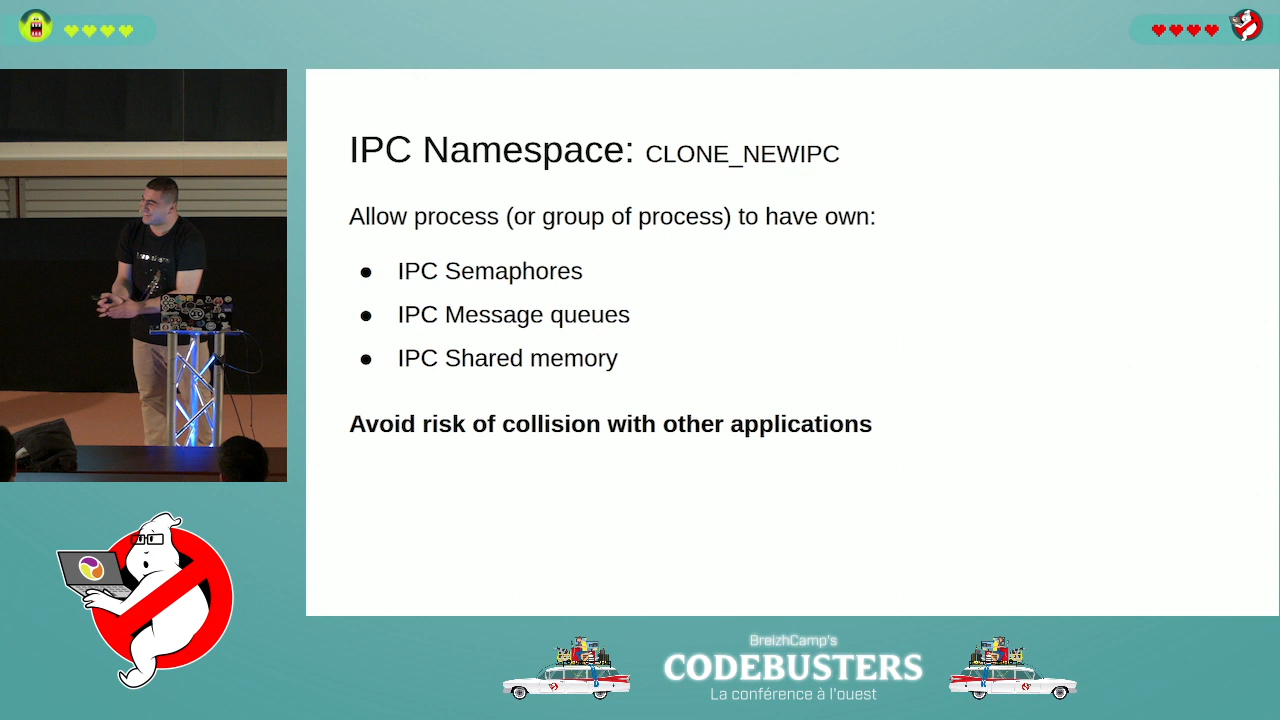 IPC Namespace: CLONE_NEWIPC
Allow process (or group of process) to have own:
● IPC Semaphores
● IPC Message queues
● IPC Shared memory
Avoid risk of collision with other applications
BreizhCamp's
CODEBUSTERS
La conférence à l'ouest